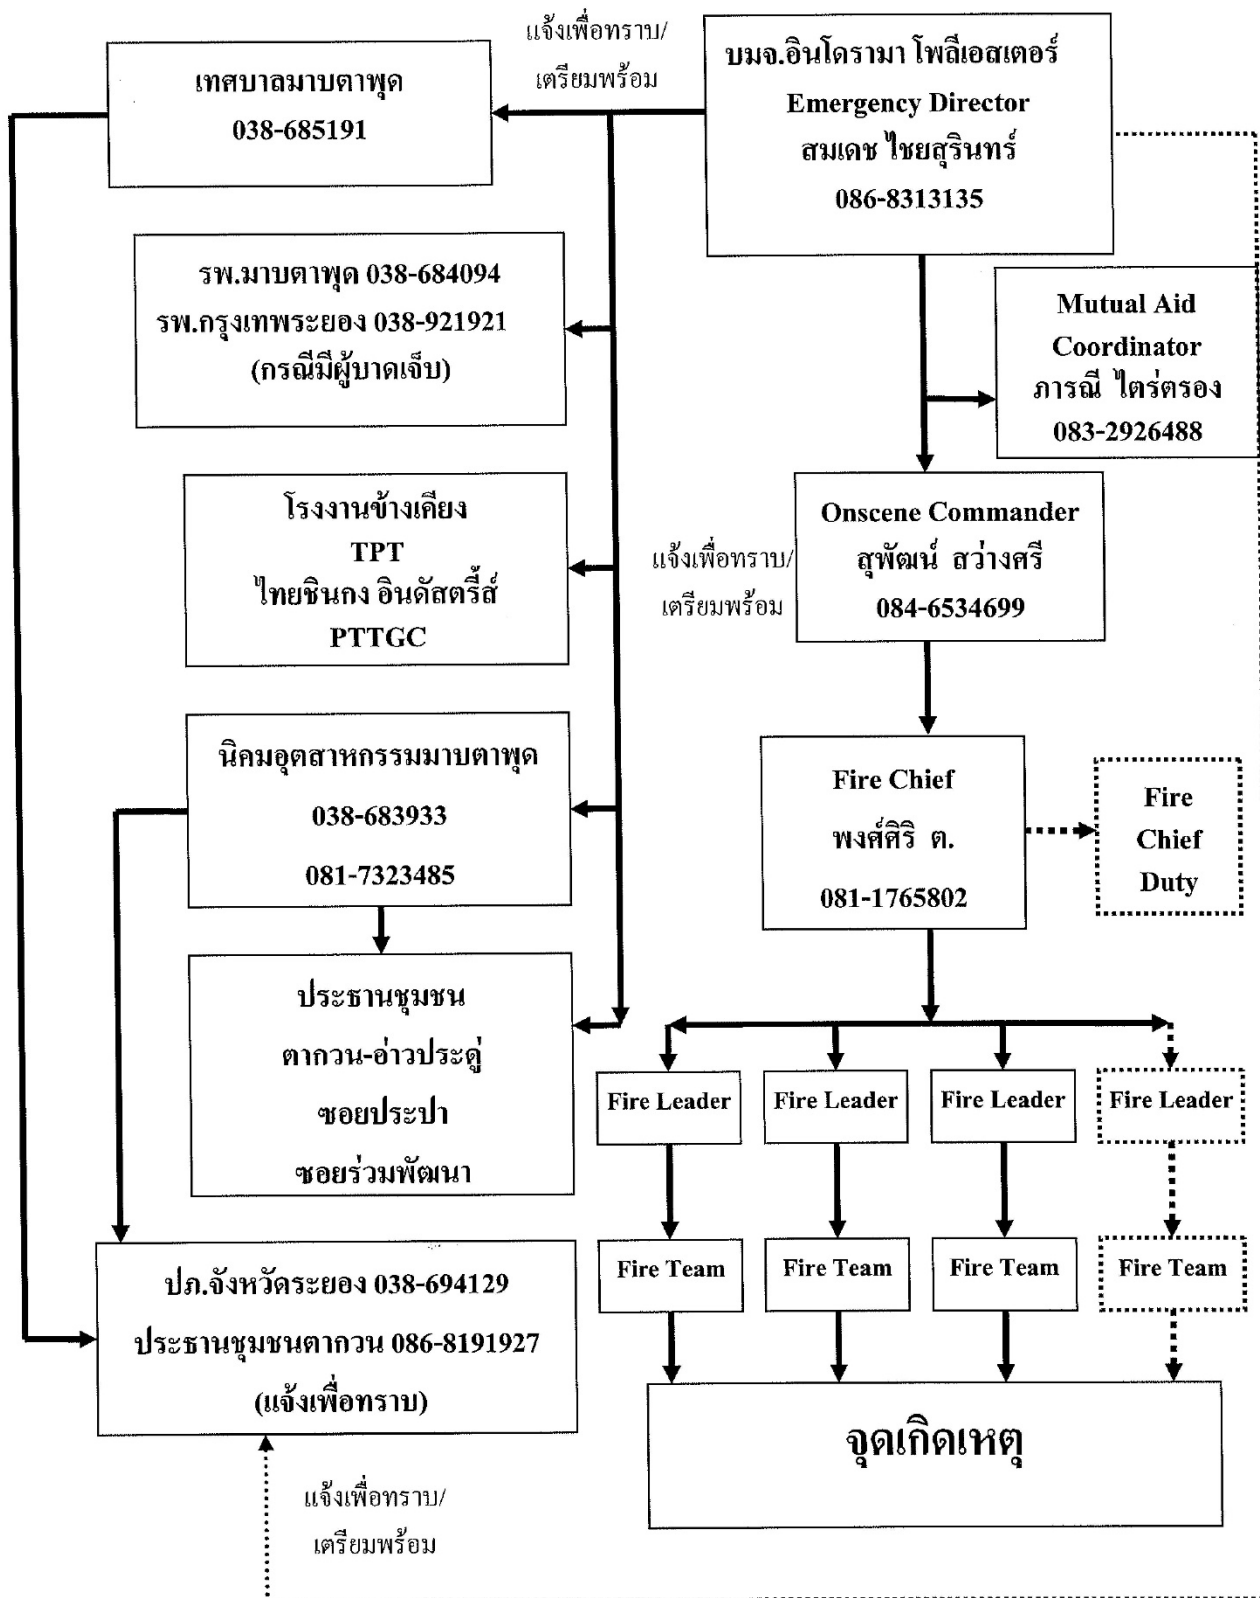 แจ้งเพื่อทราบ/
เตรียมพร้อม
เทศบาลมาบตาพุด
038-685191
บมจ.อินโดรามา โพลีเอสเตอร์
Emergency Director
สมเดช ไชยสุรินทร์
086-8313135
รพ.มาบตาพุด 038-684094
รพ.กรุงเทพระยอง 038-921921
(กรณีมีผู้บาดเจ็บ)
Mutual Aid
Coordinator
ภารณี ไตร่ตรอง
083-2926488
โรงงานข้างเคียง
TPT
ไทยชินกง อินดัสตรี้ส์
PTTGC
แจ้งเพื่อทราบ/
เตรียมพร้อม
Onscene Commander
สุพัฒน์ สว่างศรี
084-6534699
นิคมอุตสาหกรรมมาบตาพุด
038-683933
081-7323485
Fire Chief
พงศ์ศิริ ต.
081-1765802
Fire
Chief
Duty
ประธานชุมชน
ตากวน-อ่าวประดู่
ซอยประปา
ซอยร่วมพัฒนา
Fire Leader
Fire Leader
Fire Leader
Fire Leader
Fire Team
Fire Team
Fire Team
Fire Team
ปภ.จังหวัดระยอง 038-694129
ประธานชุมชนตากวน 086-8191927
(แจ้งเพื่อทราบ)
จุดเกิดเหตุ
แจ้งเพื่อทราบ/
เตรียมพร้อม